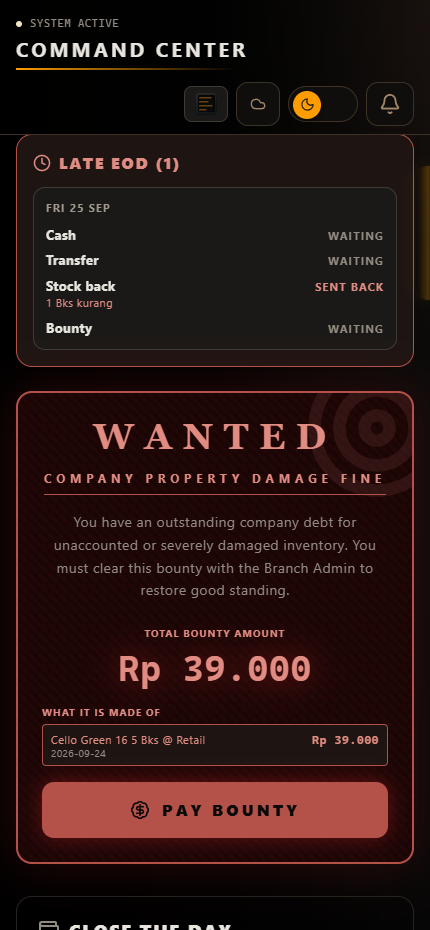 SYSTEM ACTIVE
COMMAND CENTER
LATE EOD (1)
FRI 25 SEP
Cash WAITING
Transfer WAITING
Stock back SENT BACK
1 Bks kurang
Bounty WAITING
WANTED
COMPANY PROPERTY DAMAGE FINE
You have an outstanding company debt for
unaccounted or severely damaged inventory. You
must clear this bounty with the Branch Admin to
restore good standing.
TOTAL BOUNTY AMOUNT
Rp 39.000
WHAT IT IS MADE OF
Cello Green 16 5 Bks @ Retail Rp 39.000
2026-09-24
PAY BOUNTY
CLOSE THE DAY